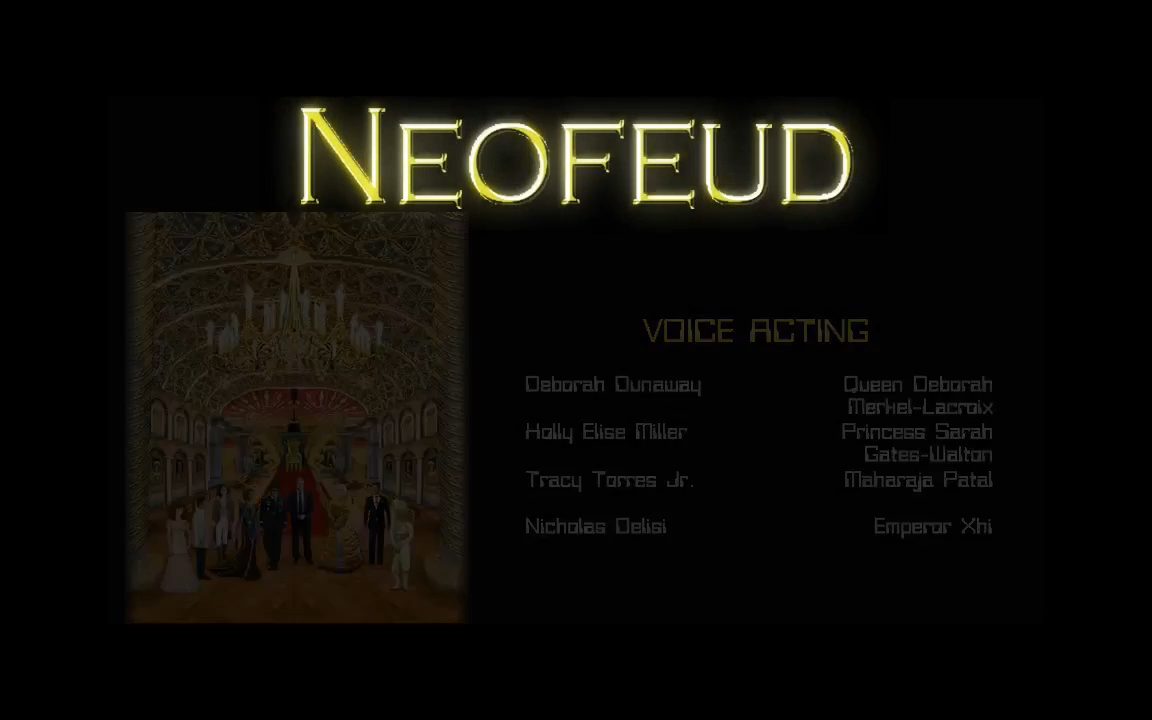 NEOFEUD
VOICE ACTING
Deborah Dunaway Queen Deborah
Merkel-Lacroix
Holly Elise Miller Princess Sarah
Gates-Walton
Tracy Torres Jr. Maharaja Patal
Nicholas Delisi Emperor Xhi